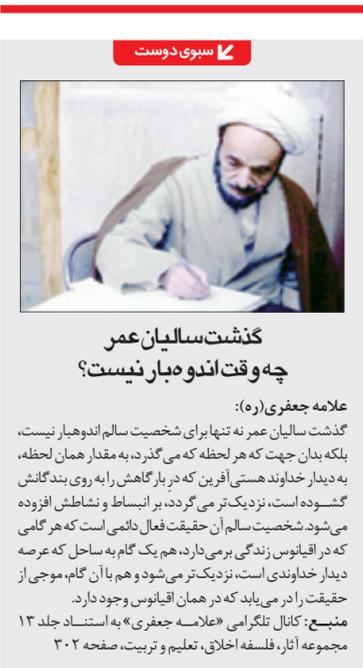 سبوی دوست
گذشت سالیان عمر
چه وقت اندوه‌بار نیست؟
علامه جعفری(ره):
گذشت سالیان عمر نه تنها برای شخصیت سالم اندوهبار نیست،
بلکه بدان جهت که هر لحظه که می‌گذرد، به مقدار همان لحظه،
به دیدار خداوند هستی‌آفرین که درِ بارگاهش را به روی بندگانش
گشــوده است، نزدیک‌تر می‌گردد، بر انبساط و نشاطش افزوده
می‌شود. شخصیت سالم آن حقیقت فعال دائمی است که هر گامی
که در اقیانوس زندگی برمی‌دارد، هم یک گام به ساحل که عرصه
دیدار خداوندی است، نزدیک‌تر می‌شود و هم با آن گام، موجی از
حقیقت را در می‌یابد که در همان اقیانوس وجود دارد.
منبــع: کانال تلگرامی «علامــه جعفری» به استنــاد جلد ۱۳
مجموعه آثار، فلسفه اخلاق، تعلیم و تربیت، صفحه ۳۰۲